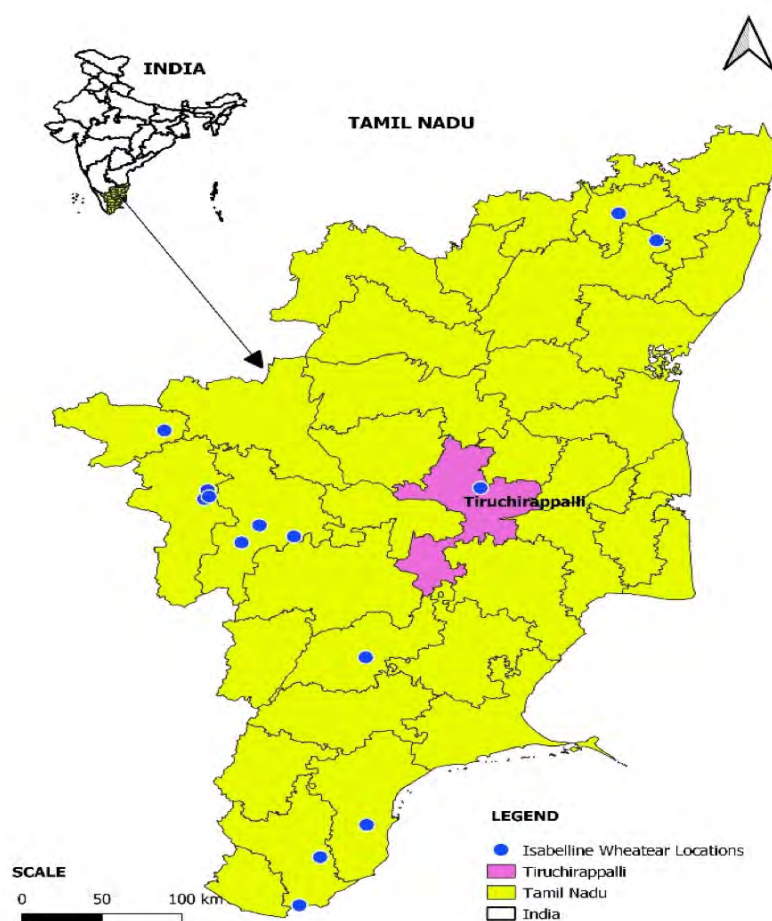 INDIA
TAMIL NADU
Tiruchirappalli
LEGEND
Isabelline Wheatear Locations
Tiruchirappalli
Tamil Nadu
India
SCALE
0 50 100 km